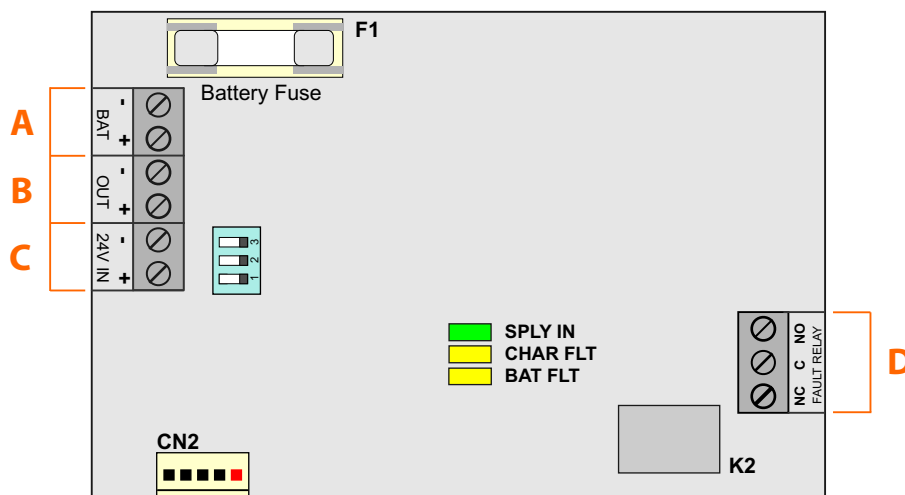 F1
Battery Fuse
A
BAT
-
+
B
OUT
-
+
C
24V IN
-
+
3
2
1
SPLY IN
CHAR FLT
BAT FLT
NO
C
NC
FAULT RELAY
D
CN2
K2